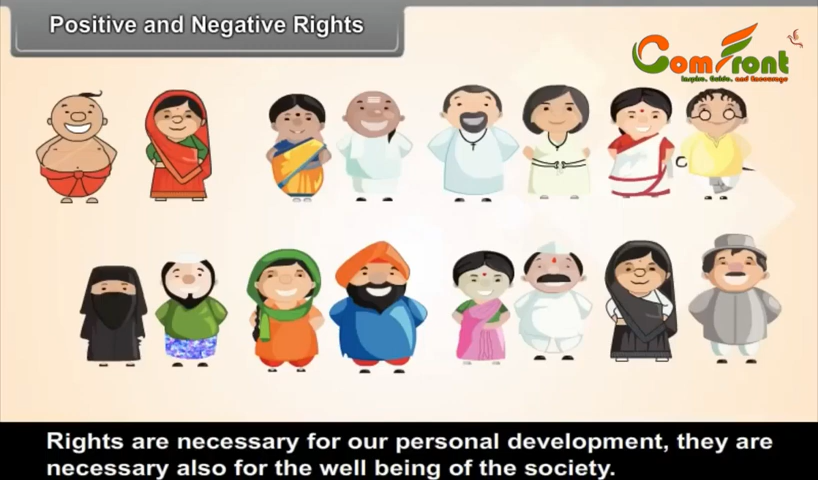 Positive and Negative Rights
ComFront
Inspire, Guide, and Encourage
Rights are necessary for our personal development, they are
necessary also for the well being of the society.